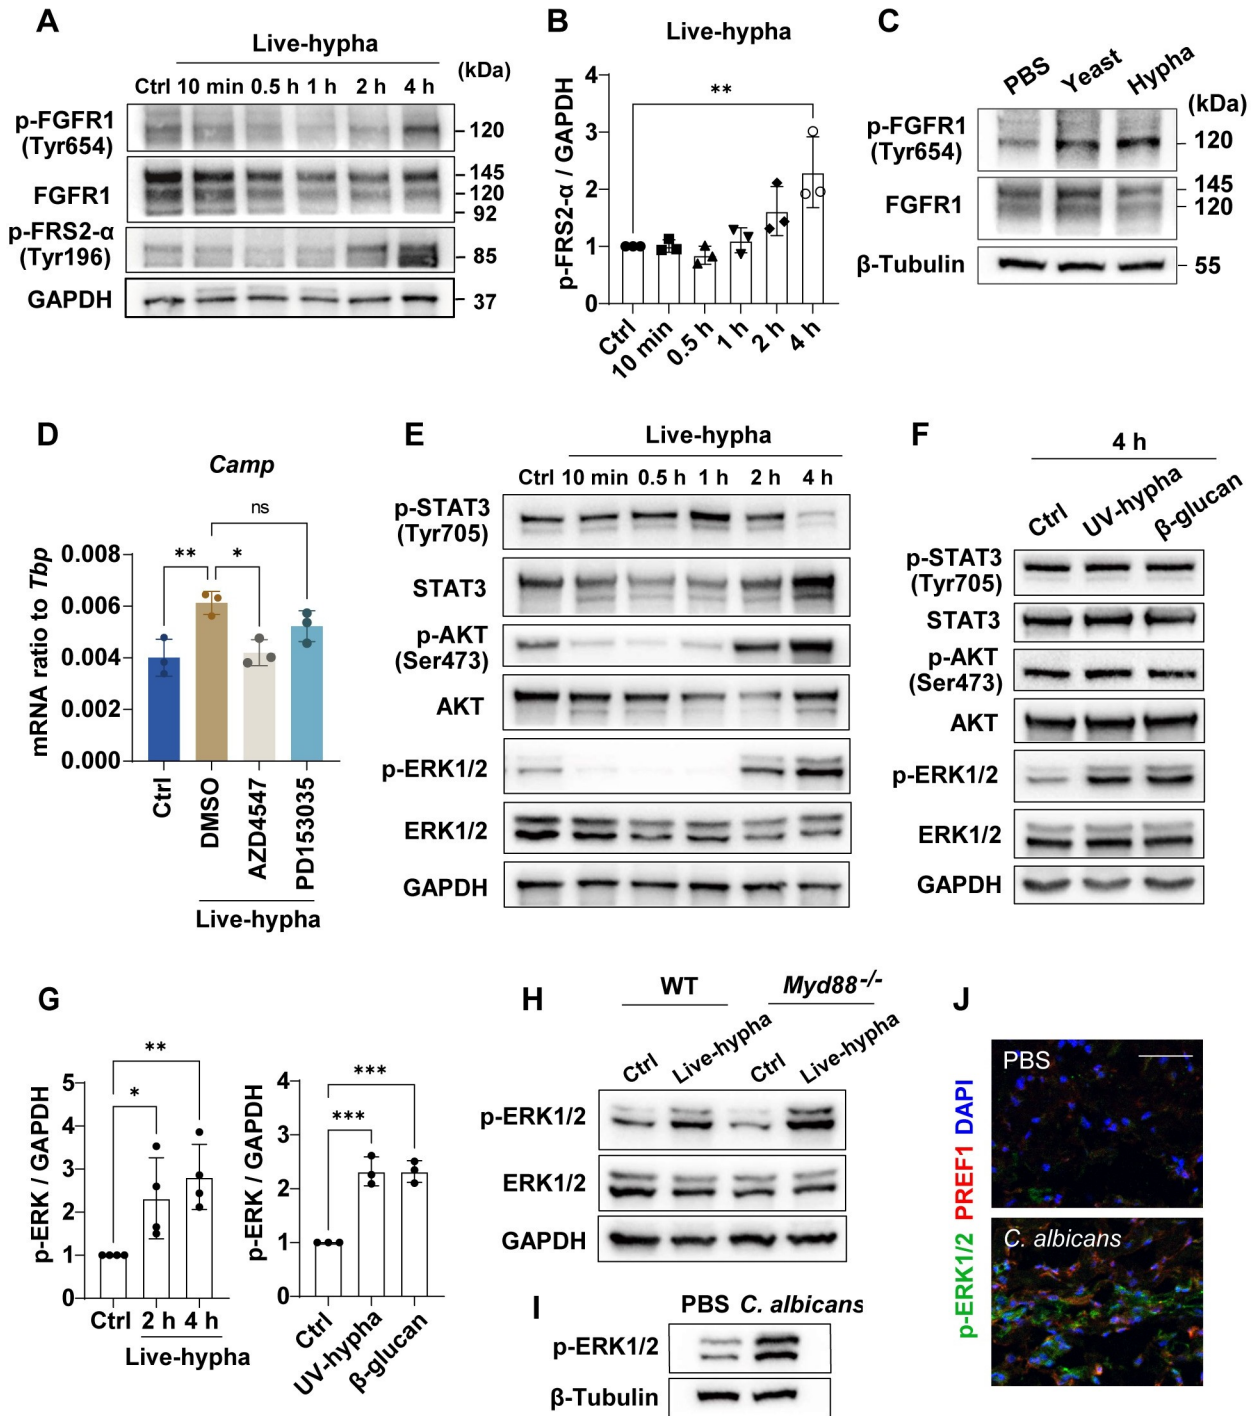 A
Live-hypha
(kDa)
Ctrl 10 min 0.5 h 1 h 2 h 4 h
p-FGFR1
(Tyr654)
120
FGFR1
145
120
92
p-FRS2-α
(Tyr196)
85
GAPDH
37
B
Live-hypha
p-FRS2-α / GAPDH
4
3
2
1
0
**
Ctrl
10 min
0.5 h
1 h
2 h
4 h
C
PBS
Yeast
Hypha
(kDa)
p-FGFR1
(Tyr654)
120
FGFR1
145
120
β-Tubulin
55
D
Camp
mRNA ratio to Tbp
0.008
0.006
0.004
0.002
0.000
ns
** *
Ctrl
DMSO
AZD4547
PD153035
Live-hypha
E
Live-hypha
Ctrl 10 min 0.5 h 1 h 2 h 4 h
p-STAT3
(Tyr705)
STAT3
p-AKT
(Ser473)
AKT
p-ERK1/2
ERK1/2
GAPDH
F
4 h
Ctrl
UV-hypha
β-glucan
p-STAT3
(Tyr705)
STAT3
p-AKT
(Ser473)
AKT
p-ERK1/2
ERK1/2
GAPDH
G
p-ERK / GAPDH
5
4
3
2
1
0
**
*
Ctrl 2 h 4 h
Live-hypha
p-ERK / GAPDH
4
3
2
1
0
***
***
Ctrl
UV-hypha
β-glucan
H
WT
Myd88-/-
Ctrl
Live-hypha
Ctrl
Live-hypha
p-ERK1/2
ERK1/2
GAPDH
I
PBS C. albicans
p-ERK1/2
β-Tubulin
J
p-ERK1/2 PREF1 DAPI
PBS
C. albicans